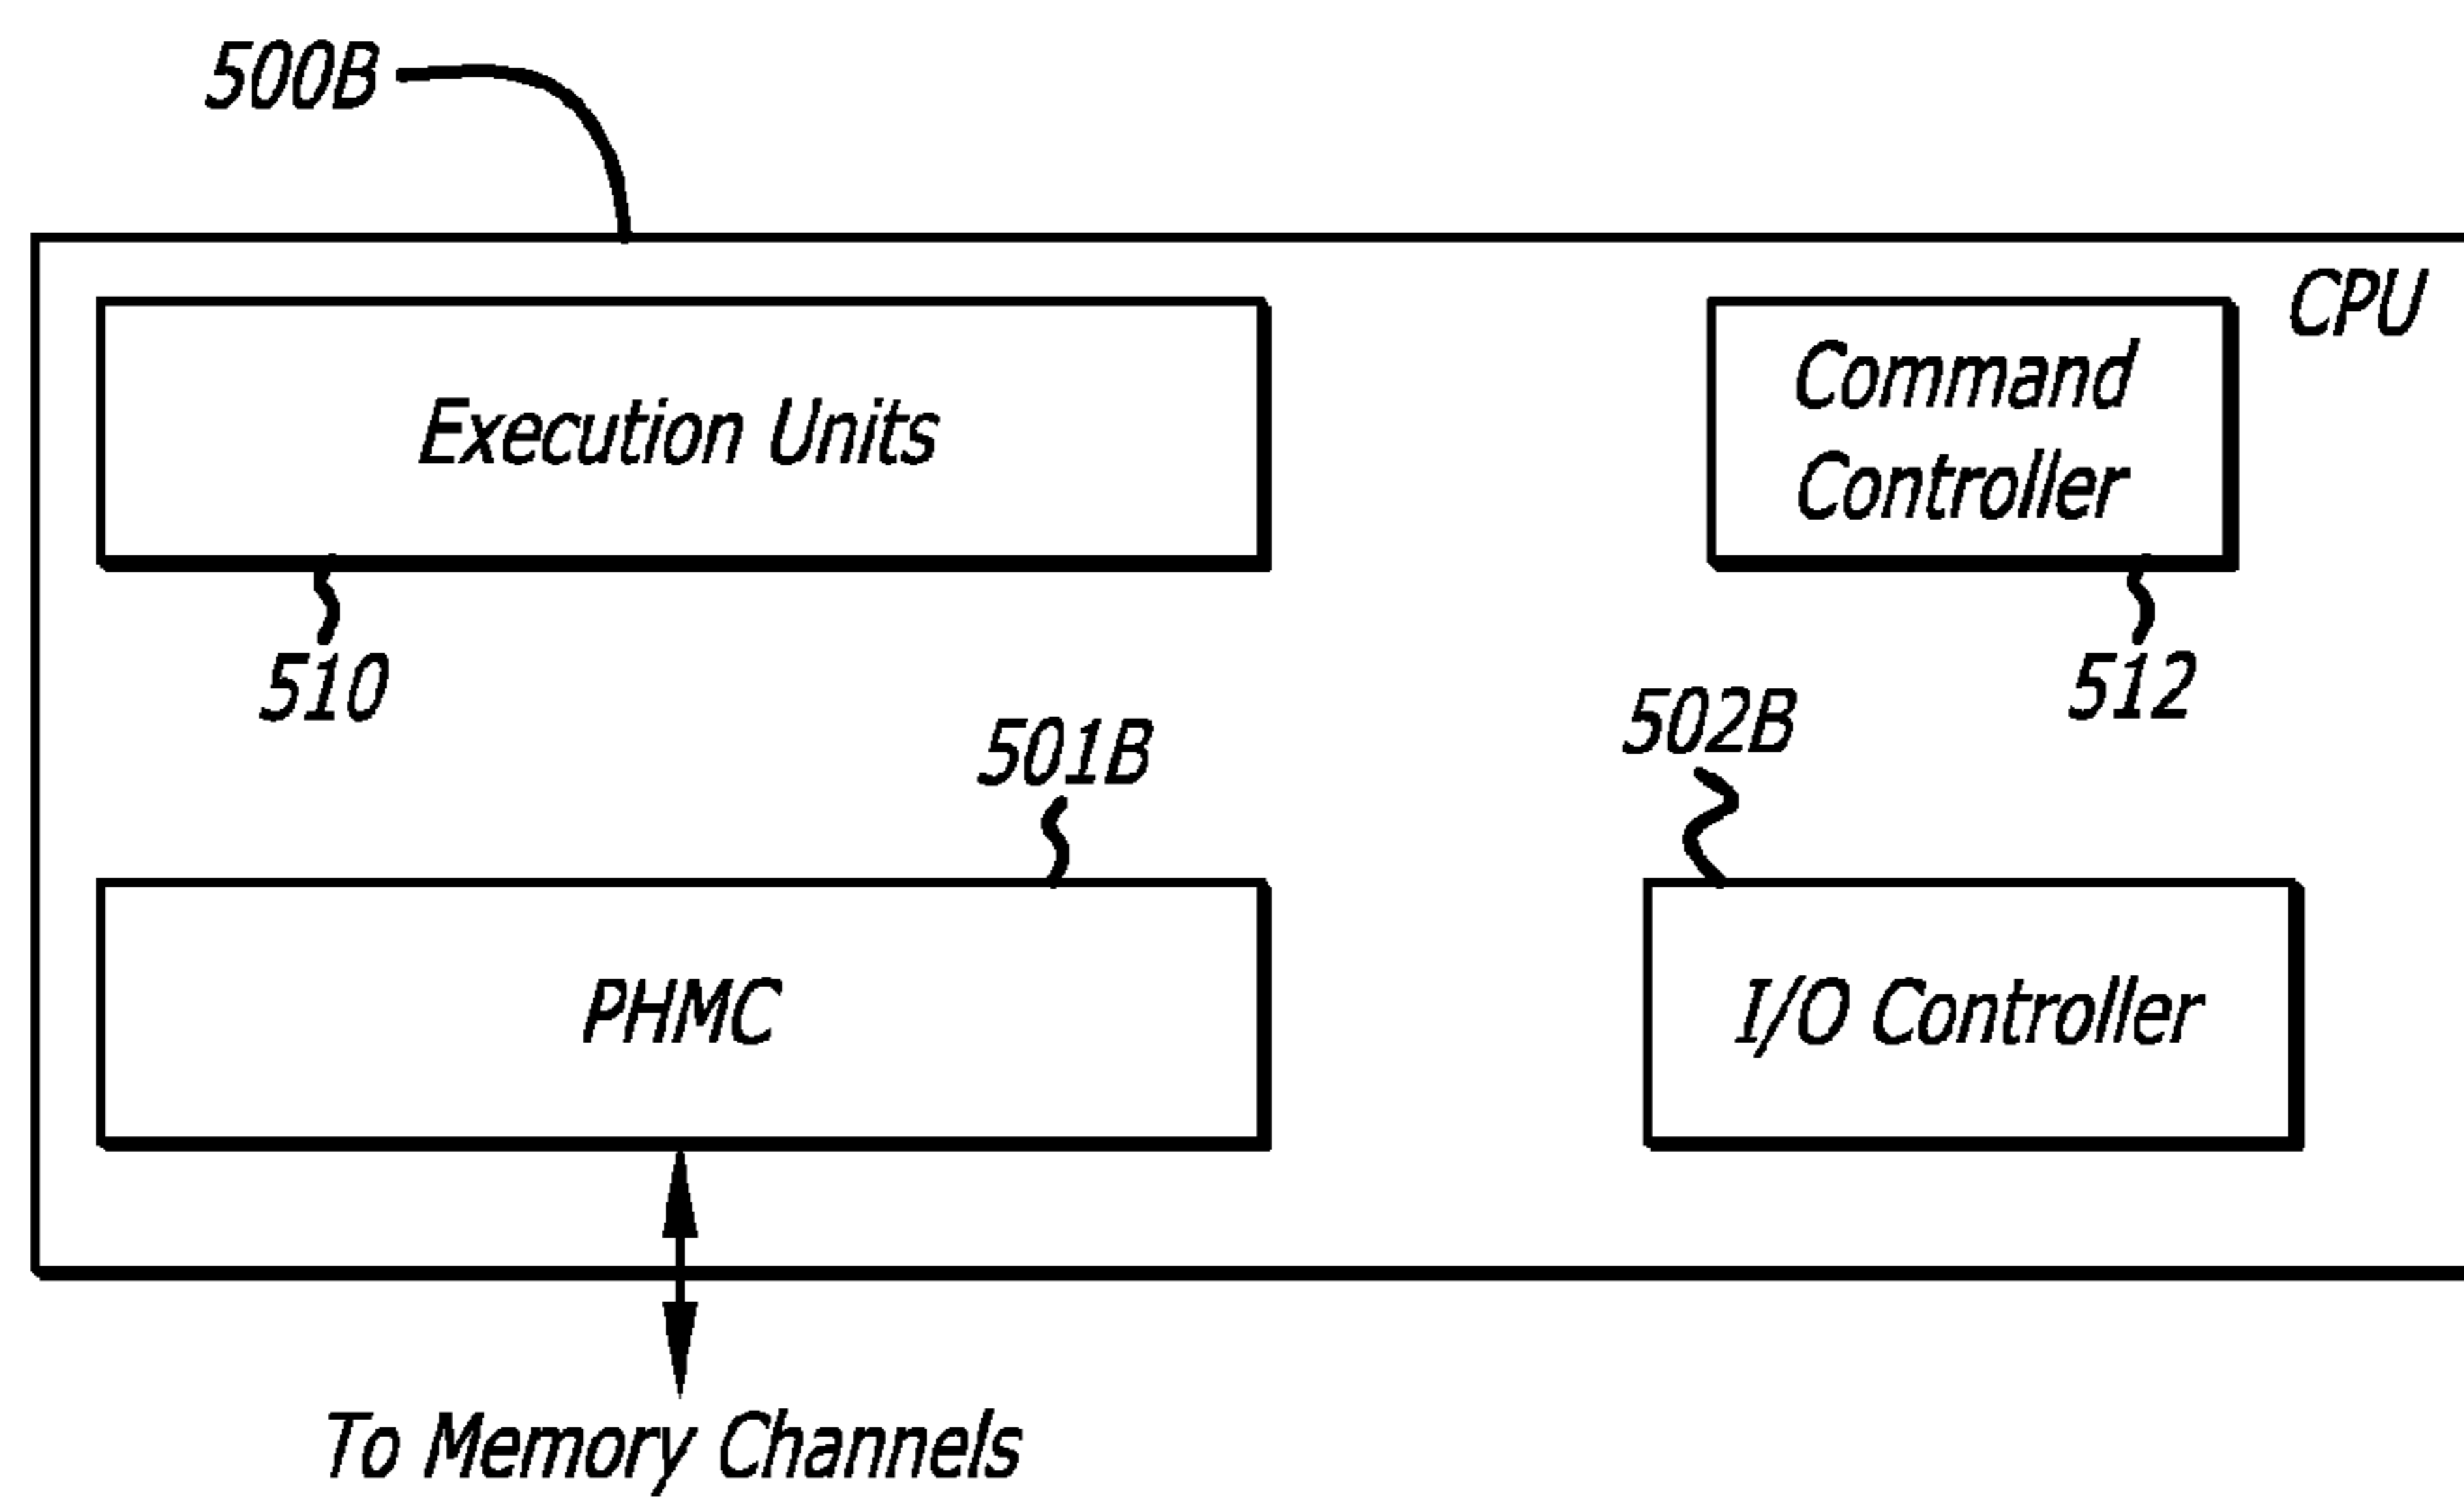 500B
CPU
Execution Units
Command
Controller
510
512
501B
502B
PHMC
I/O Controller
To Memory Channels